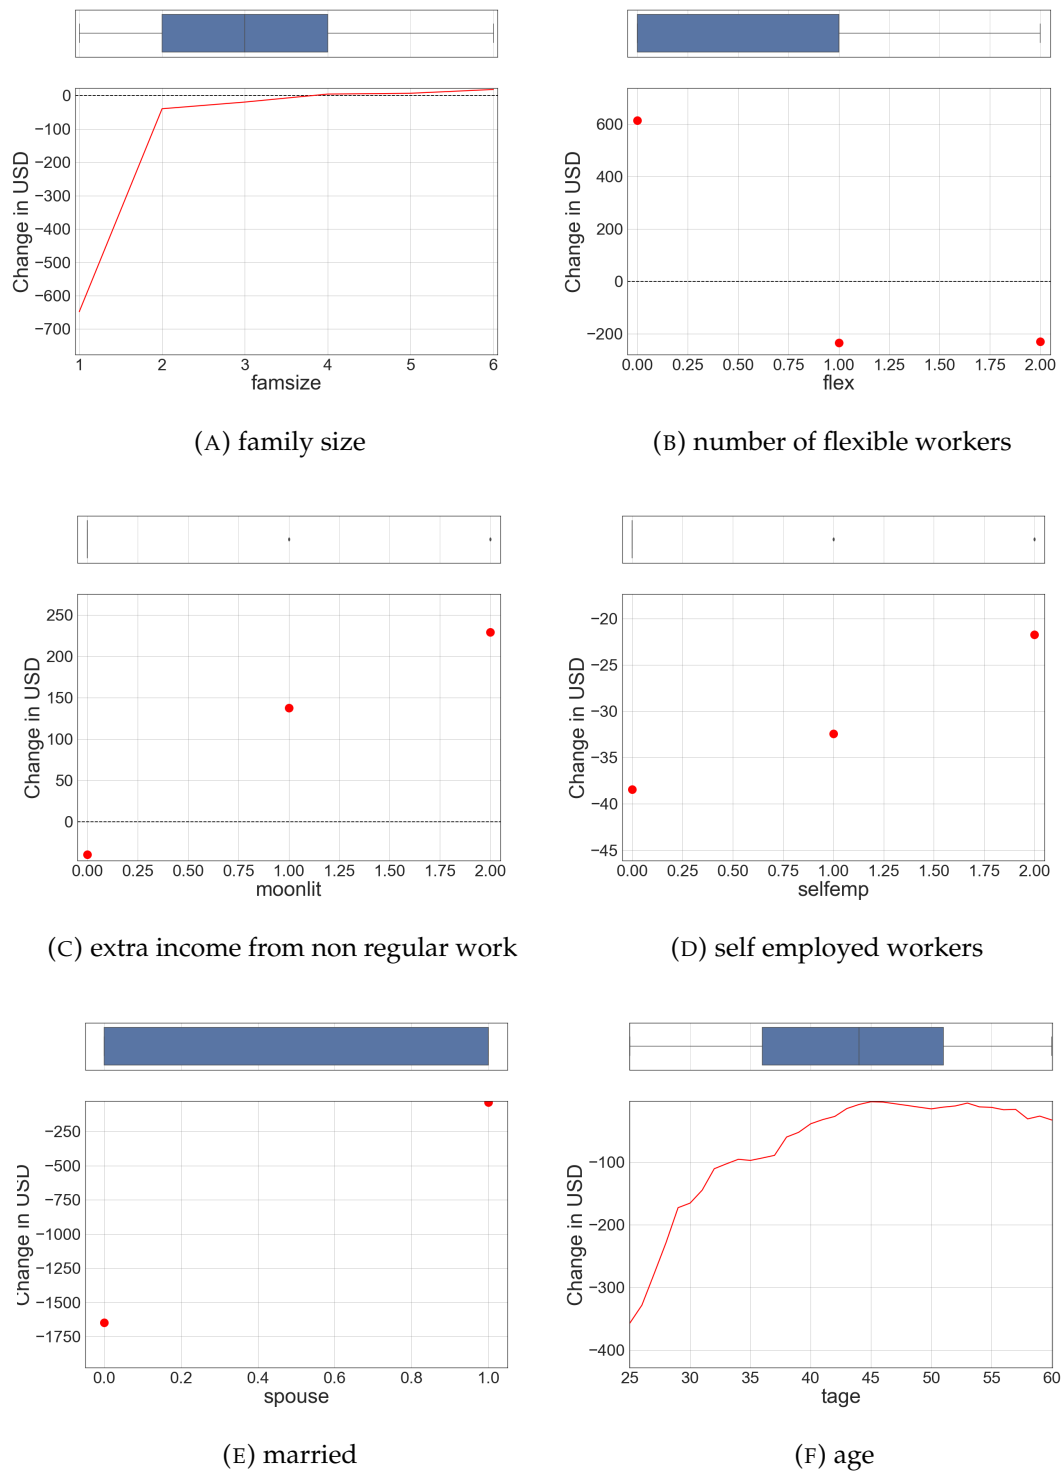 0
−100
−200
−300
−400
−500
−600
−700
Change in USD
1 2 3 4 5 6
famsize
(A) family size
600
400
200
0
−200
Change in USD
0.00 0.25 0.50 0.75 1.00 1.25 1.50 1.75 2.00
flex
(B) number of flexible workers
250
200
150
100
50
0
Change in USD
0.00 0.25 0.50 0.75 1.00 1.25 1.50 1.75 2.00
moonlit
(C) extra income from non regular work
−20
−25
−30
−35
−40
−45
Change in USD
0.00 0.25 0.50 0.75 1.00 1.25 1.50 1.75 2.00
selfemp
(D) self employed workers
−250
−500
−750
−1000
−1250
−1500
−1750
Change in USD
0.0 0.2 0.4 0.6 0.8 1.0
spouse
(E) married
−100
−200
−300
−400
Change in USD
25 30 35 40 45 50 55 60
tage
(F) age